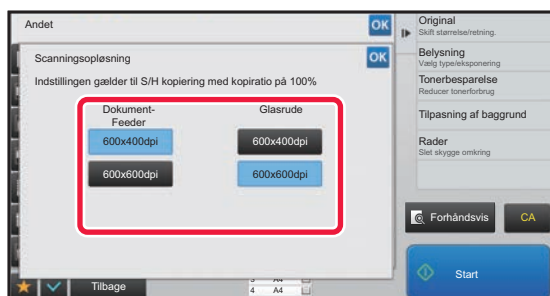 Andet
OK
Scanningsopløsning
OK
Indstillingen gælder til S/H kopiering med kopiratio på 100%
Dokument-
Feeder
Glasrude
600x400dpi
600x400dpi
600x600dpi
600x600dpi
Original
Skift størrelse/retning.
Belysning
Vælg type/eksponering
Tonerbesparelse
Reducer tonerforbrug
Tilpasning af baggrund
Rader
Slet skygge omkring
Forhåndsvis
CA
Start
Tilbage
3 A4
4 A4